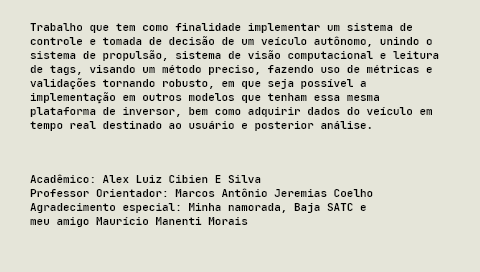 Trabalho que tem como finalidade implementar um sistema de
controle e tomada de decisão de um veículo autônomo, unindo o
sistema de propulsão, sistema de visão computacional e leitura
de tags, visando um método preciso, fazendo uso de métricas e
validações tornando robusto, em que seja possível a
implementação em outros modelos que tenham essa mesma
plataforma de inversor, bem como adquirir dados do veículo em
tempo real destinado ao usuário e posterior análise.
Acadêmico: Alex Luiz Cibien E Silva
Professor Orientador: Marcos Antônio Jeremias Coelho
Agradecimento especial: Minha namorada, Baja SATC e
meu amigo Maurício Manenti Morais